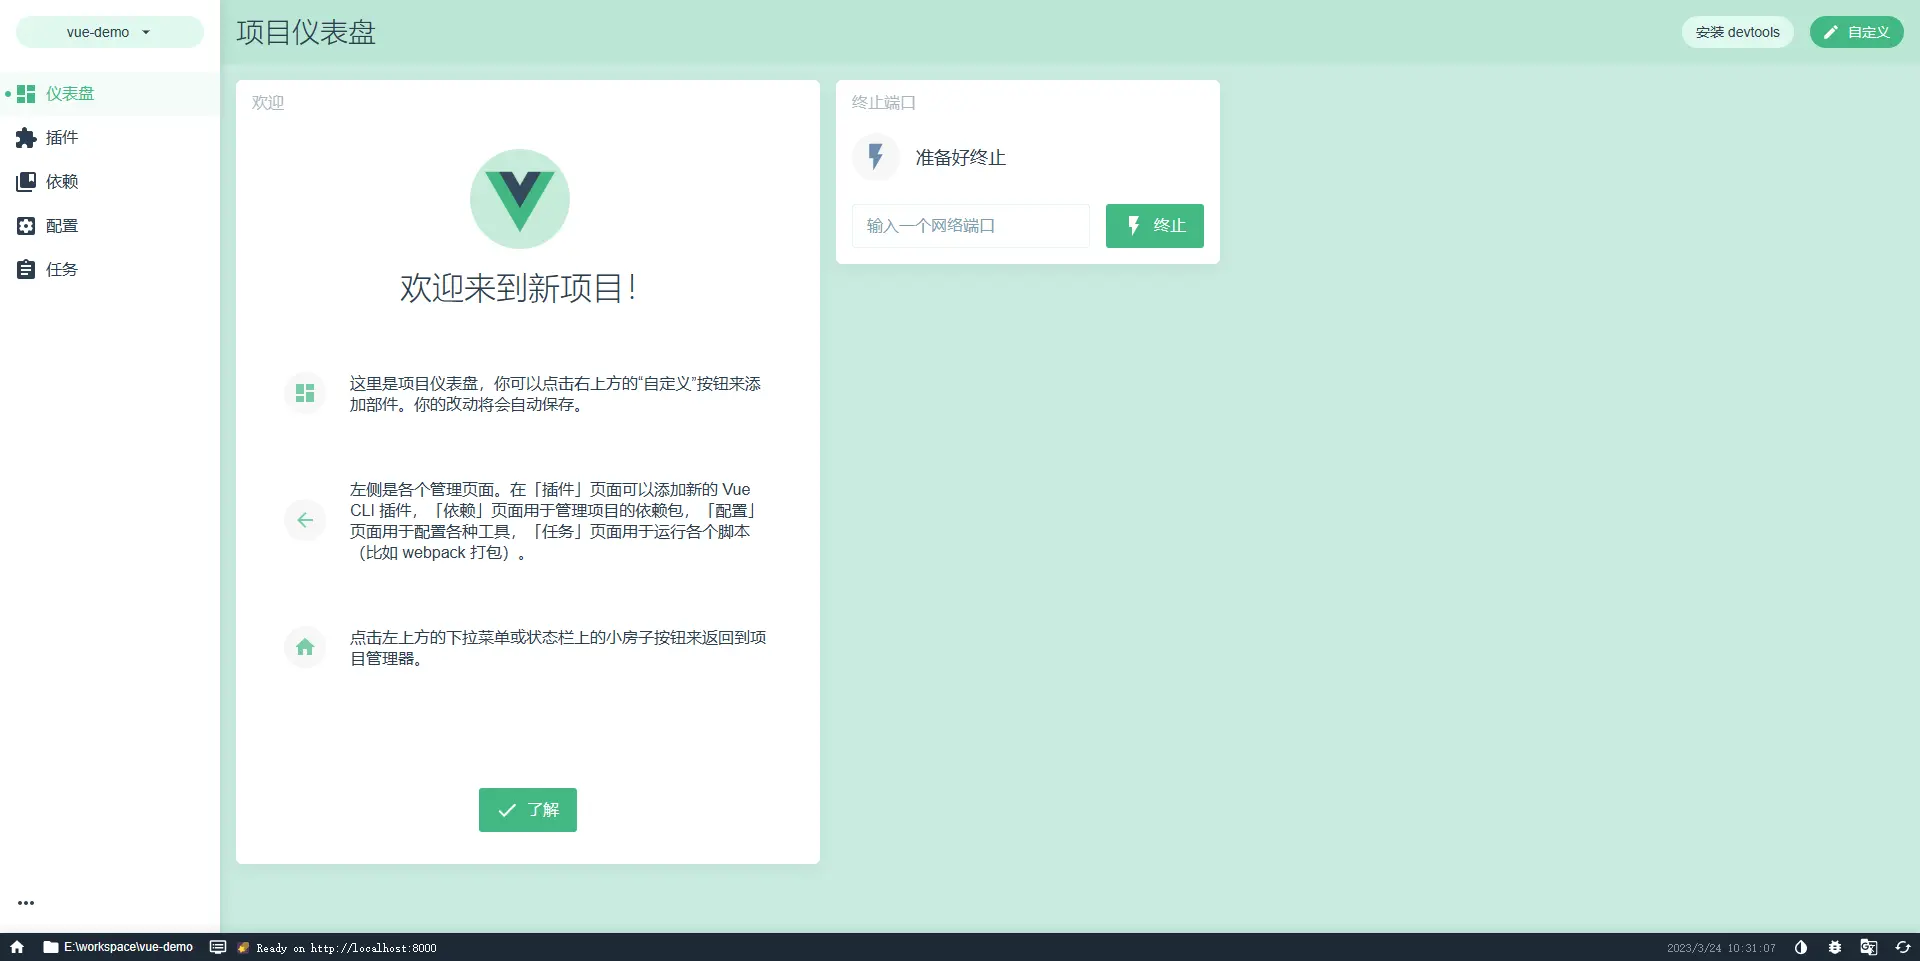 vue-demo
项目仪表盘
安装 devtools
自定义
仪表盘
插件
依赖
配置
任务
欢迎
欢迎来到新项目！
这里是项目仪表盘，你可以点击右上方的“自定义”按钮来添
加部件。你的改动将会自动保存。
左侧是各个管理页面。在「插件」页面可以添加新的 Vue
CLI 插件，「依赖」页面用于管理项目的依赖包，「配置」
页面用于配置各种工具，「任务」页面用于运行各个脚本
（比如 webpack 打包）。
点击左上方的下拉菜单或状态栏上的小房子按钮来返回到项
目管理器。
了解
终止端口
准备好终止
输入一个网络端口
终止
E:\workspace\vue-demo
Ready on http://localhost:8000
2023/3/24 10:31:07